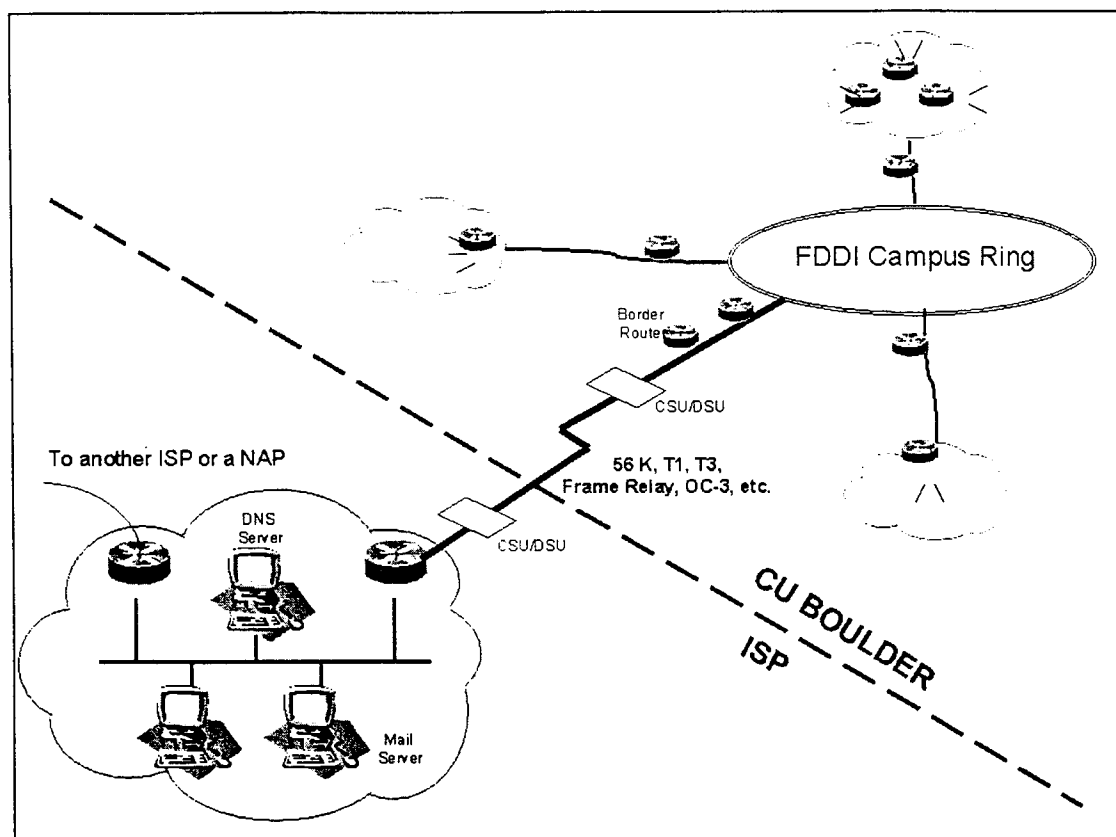 FDDI Campus Ring
Border
Route
CSU/DSU
To another ISP or a NAP
56 K, T1, T3,
Frame Relay, OC-3, etc.
DNS
Server
CSU/DSU
CU BOULDER
ISP
Mail
Server